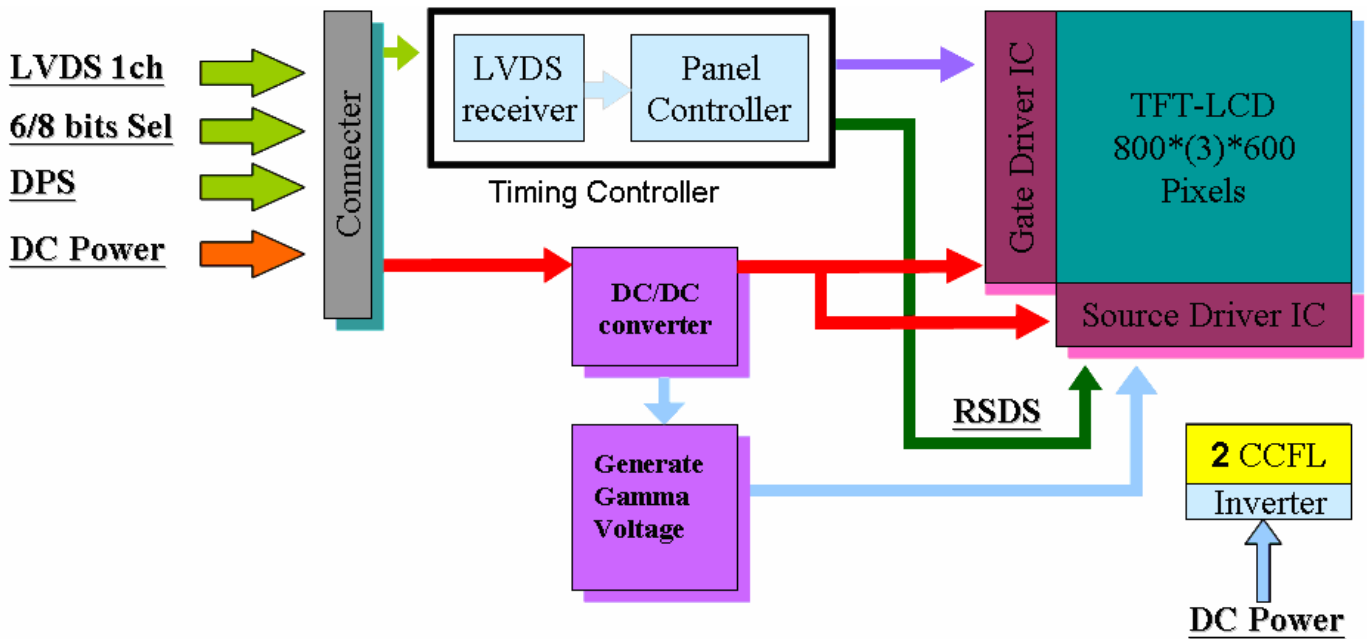 LVDS 1ch
6/8 bits Sel
DPS
DC Power
Connecter
LVDS
receiver
Panel
Controller
Timing Controller
DC/DC
converter
Generate
Gamma
Voltage
Gate Driver IC
TFT-LCD
800*(3)*600
Pixels
Source Driver IC
RSDS
2 CCFL
Inverter
DC Power